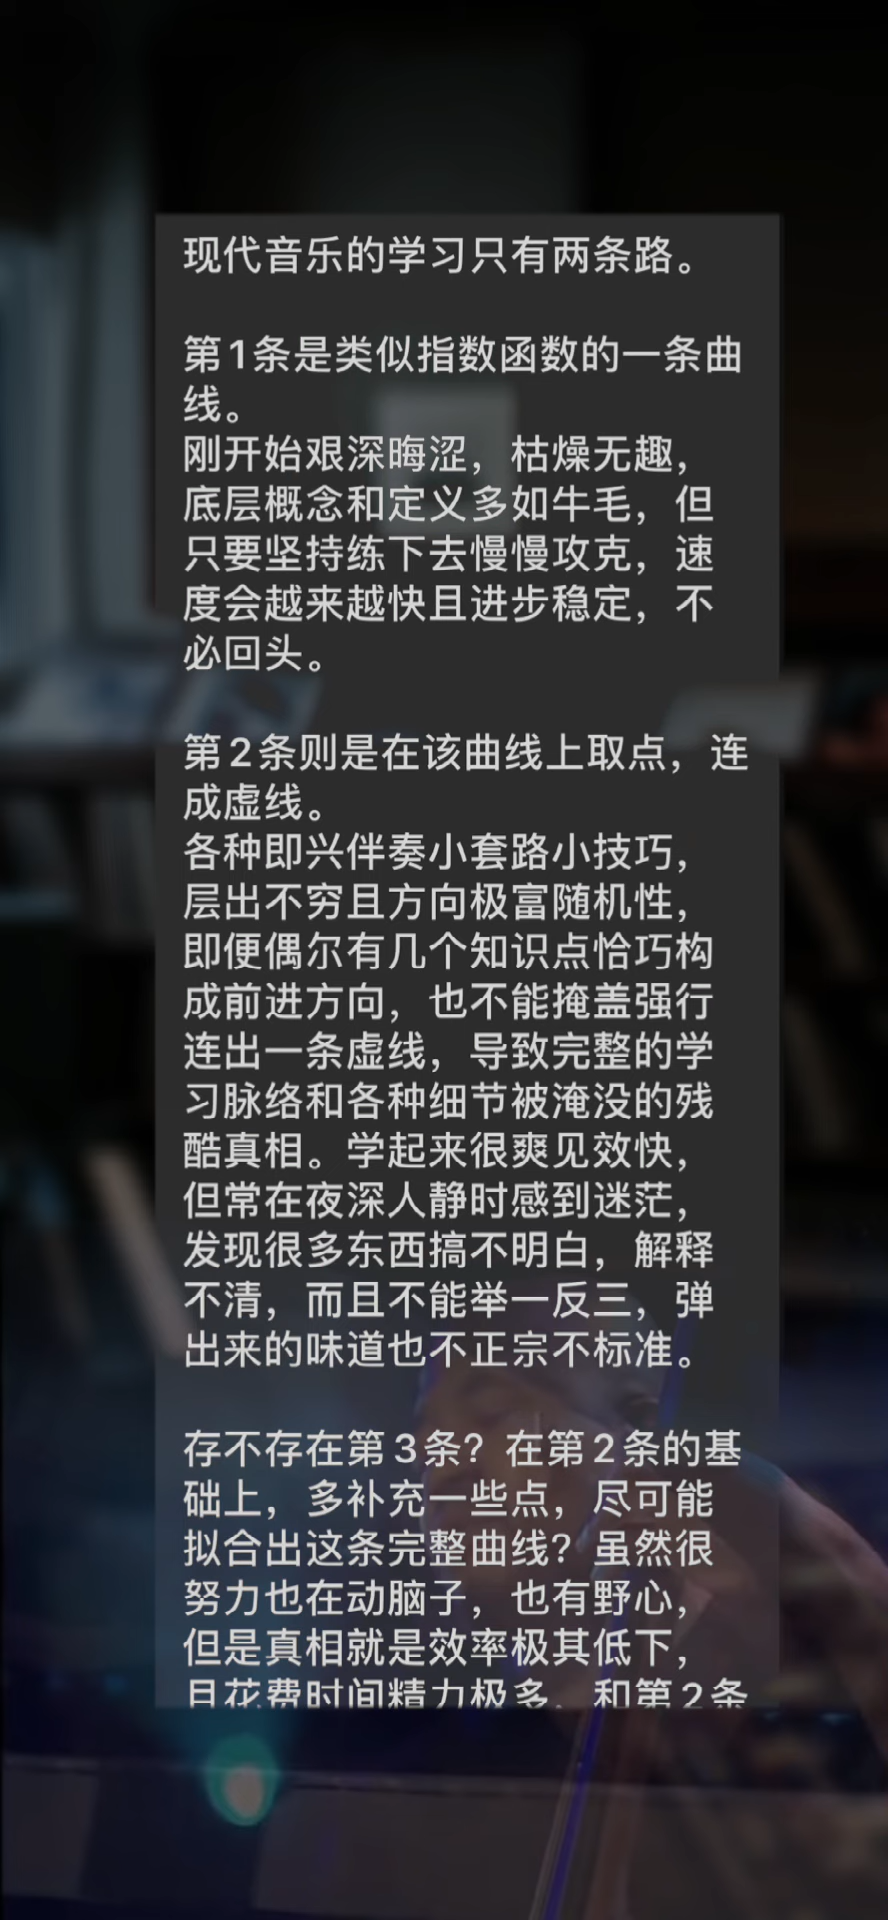 现代音乐的学习只有两条路。
第1条是类似指数函数的一条曲
线。
刚开始艰深晦涩，枯燥无趣，
底层概念和定义多如牛毛，但
只要坚持练下去慢慢攻克，速
度会越来越快且进步稳定，不
必回头。
第2条则是在该曲线上取点，连
成虚线。
各种即兴伴奏小套路小技巧，
层出不穷且方向极富随机性，
即便偶尔有几个知识点恰巧构
成前进方向，也不能掩盖强行
连出一条虚线，导致完整的学
习脉络和各种细节被淹没的残
酷真相。学起来很爽见效快，
但常在夜深人静时感到迷茫，
发现很多东西搞不明白，解释
不清，而且不能举一反三，弹
出来的味道也不正宗不标准。
存不存在第3条？在第2条的基
础上，多补充一些点，尽可能
拟合出这条完整曲线？虽然很
努力也在动脑子，也有野心，
但是真相就是效率极其低下，
且花费时间精力极多，和第2条